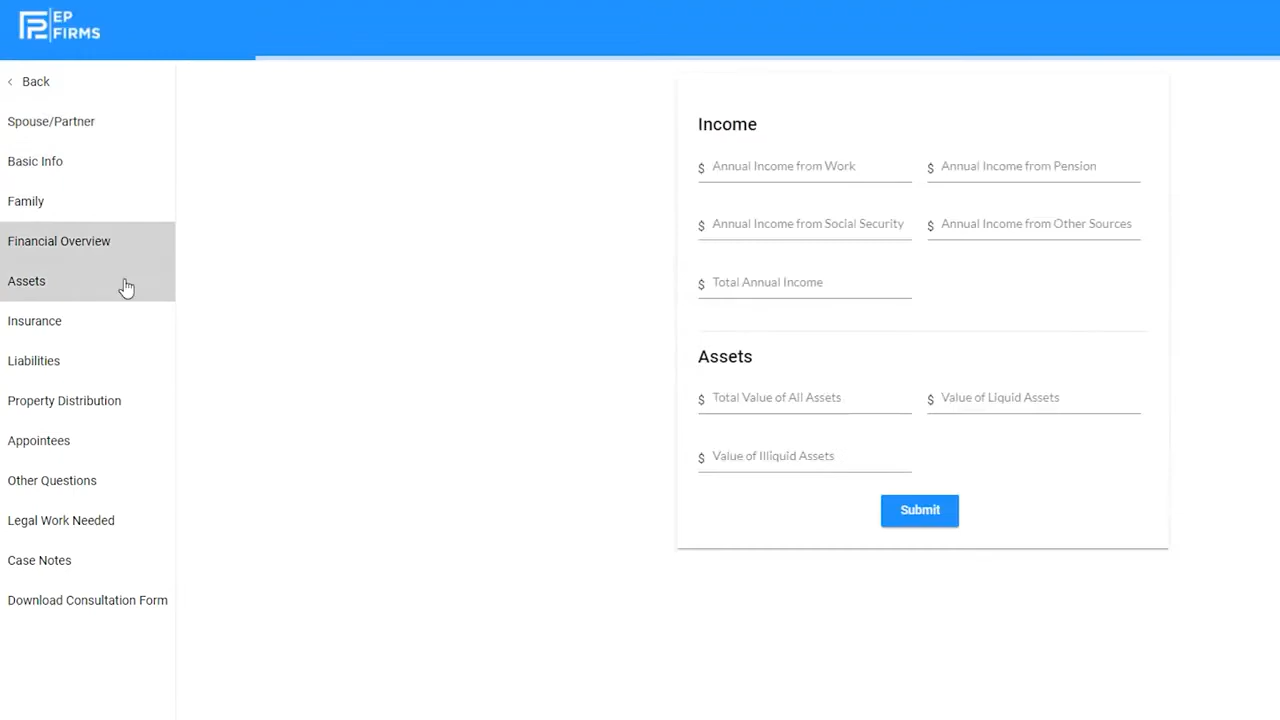 EP
FIRMS
Back
Spouse/Partner
Basic Info
Family
Financial Overview
Assets
Insurance
Liabilities
Property Distribution
Appointees
Other Questions
Legal Work Needed
Case Notes
Download Consultation Form
Income
$ Annual Income from Work $ Annual Income from Pension
$ Annual Income from Social Security $ Annual Income from Other Sources
$ Total Annual Income
Assets
$ Total Value of All Assets $ Value of Liquid Assets
$ Value of Illiquid Assets
Submit